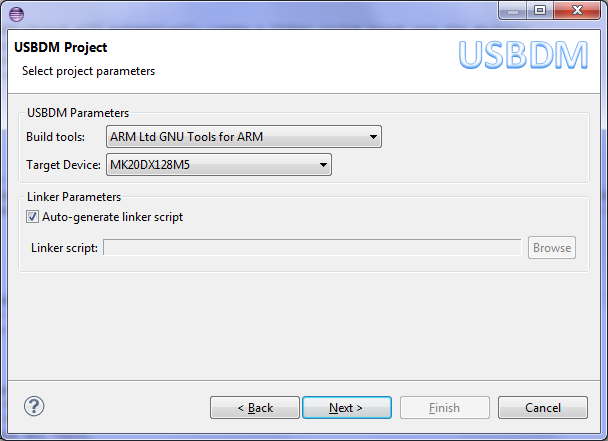 USBDM Project
USBDM
Select project parameters
USBDM Parameters
Build tools: ARM Ltd GNU Tools for ARM
Target Device: MK20DX128M5
Linker Parameters
Auto-generate linker script
Linker script: Browse
? < Back Next > Finish Cancel